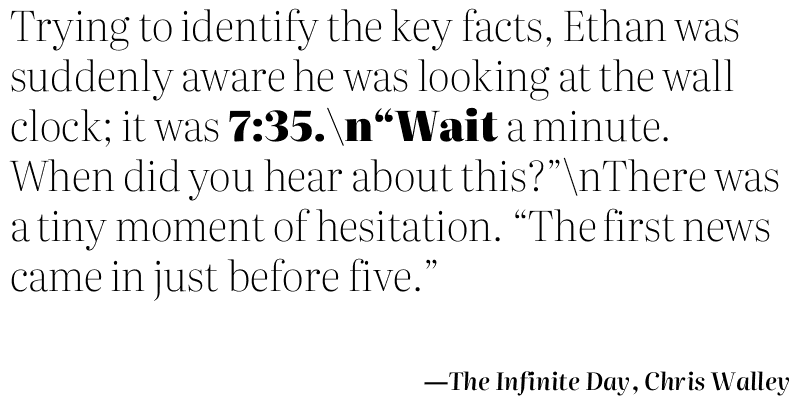 Trying to identify the key facts, Ethan was
suddenly aware he was looking at the wall
clock; it was 7:35.\n“Wait a minute.
When did you hear about this?”\nThere was
a tiny moment of hesitation. “The first news
came in just before five.”
—The Infinite Day, Chris Walley